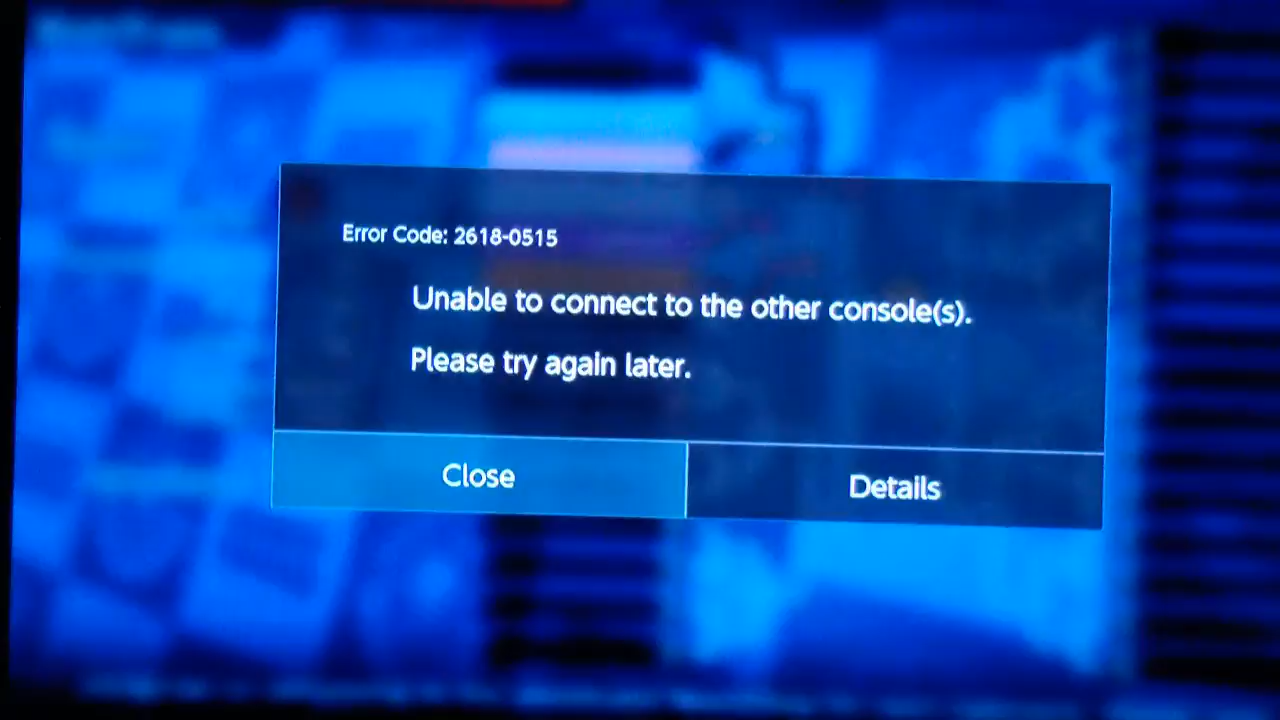 Error Code: 2618-0515
Unable to connect to the other console(s).
Please try again later.
Close
Details